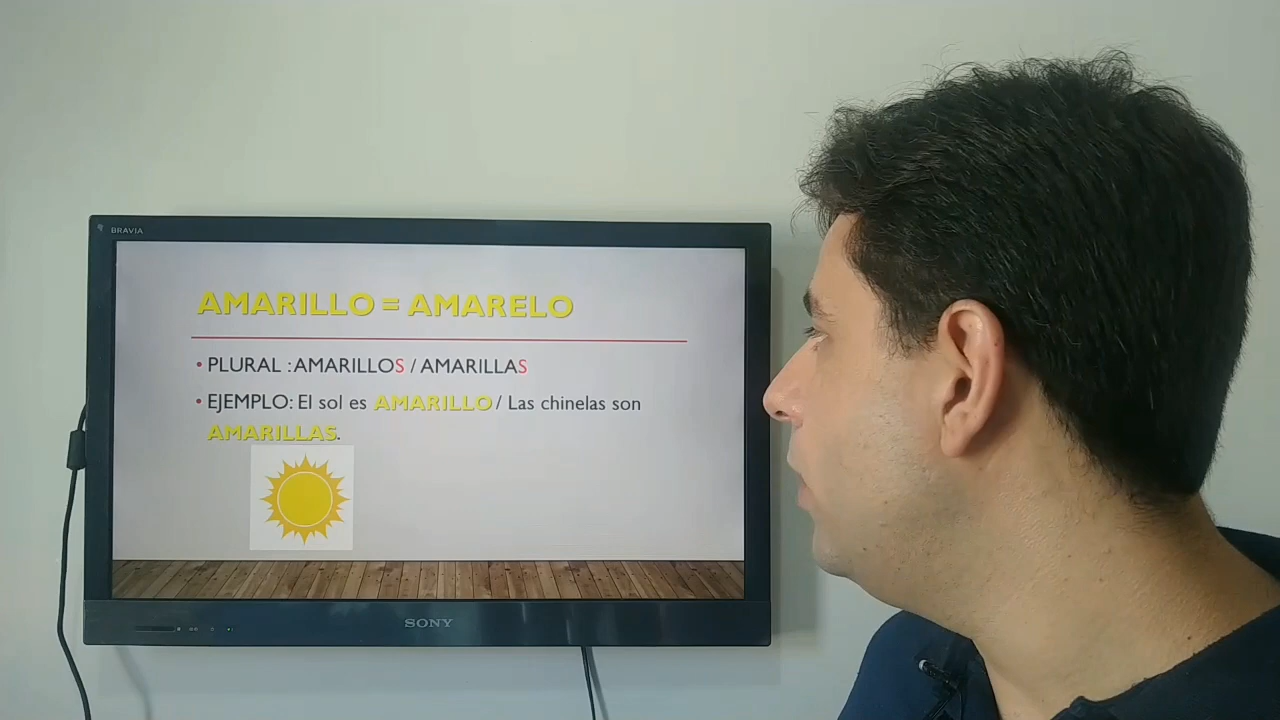 BRAVIA
AMARILLO = AMARELO
• PLURAL : AMARILLOS / AMARILLAS
• EJEMPLO: El sol es AMARILLO / Las chinelas son
AMARILLAS.
SONY